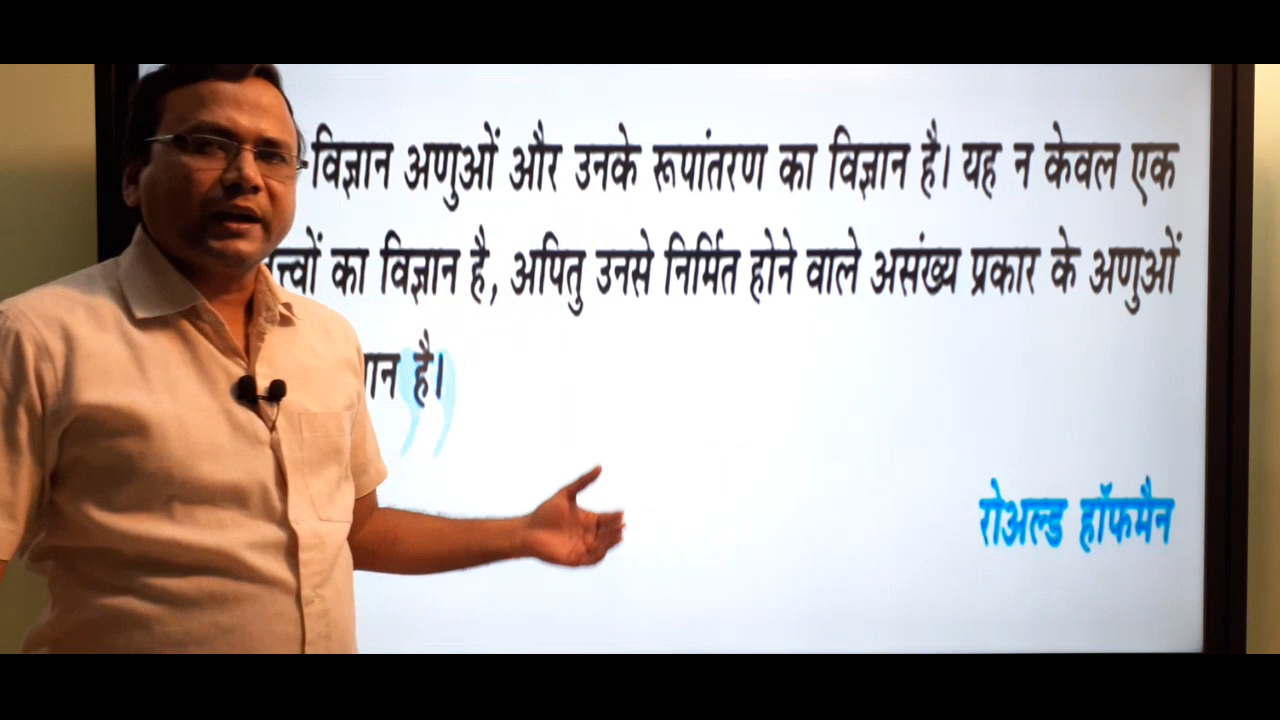 -विज्ञान अणुओं और उनके रूपांतरण का विज्ञान है। यह न केवल एक
का विज्ञान है, अपितु उनसे निर्मित होने वाले असंख्य प्रकार के अणुओं
है।”
रोअल्ड हॉफमैन